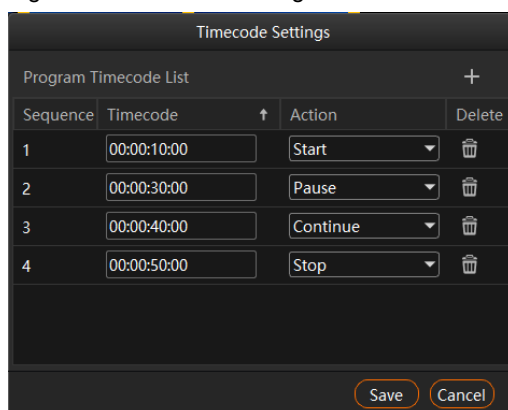 Timecode Settings
Program Timecode List
Sequence Timecode Action Delete
1 00:00:10:00 Start
2 00:00:30:00 Pause
3 00:00:40:00 Continue
4 00:00:50:00 Stop
Save Cancel